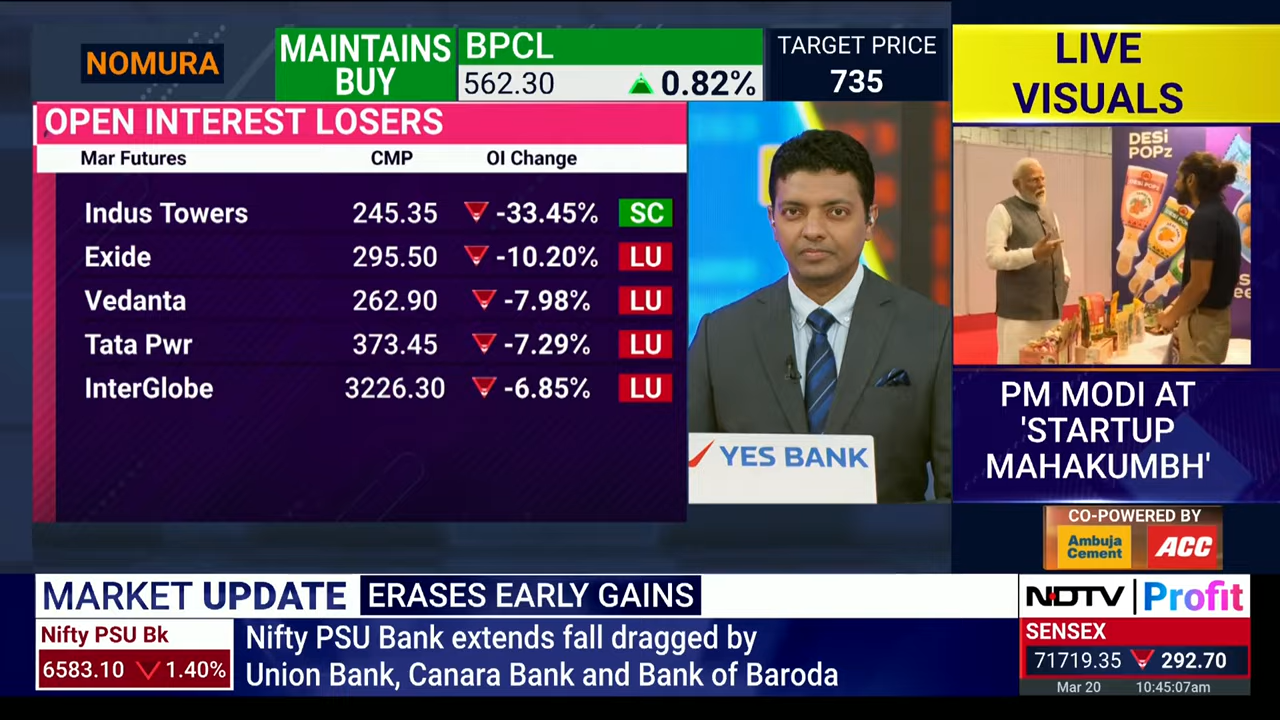 NOMURA
MAINTAINS
BUY
BPCL
562.30 0.82%
TARGET PRICE
735
LIVE
VISUALS
OPEN INTEREST LOSERS
Mar Futures CMP OI Change
Indus Towers 245.35 -33.45% SC
Exide 295.50 -10.20% LU
Vedanta 262.90 -7.98% LU
Tata Pwr 373.45 -7.29% LU
InterGlobe 3226.30 -6.85% LU
YES BANK
DESi
POPz
PM MODI AT
'STARTUP
MAHAKUMBH'
CO-POWERED BY
Ambuja
Cement
ACC
MARKET UPDATE ERASES EARLY GAINS
Nifty PSU Bk
6583.10 1.40%
Nifty PSU Bank extends fall dragged by
Union Bank, Canara Bank and Bank of Baroda
NDTV Profit
SENSEX
71719.35 292.70
Mar 20 10:45:07am